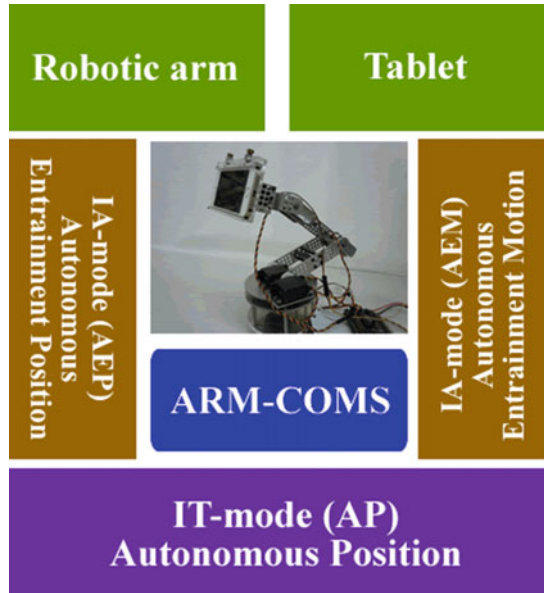 Robotic arm
Tablet
IA-mode (AEP)
Autonomous
Entrainment Position
IA-mode (AEM)
Autonomous
Entrainment Motion
ARM-COMS
IT-mode (AP)
Autonomous Position